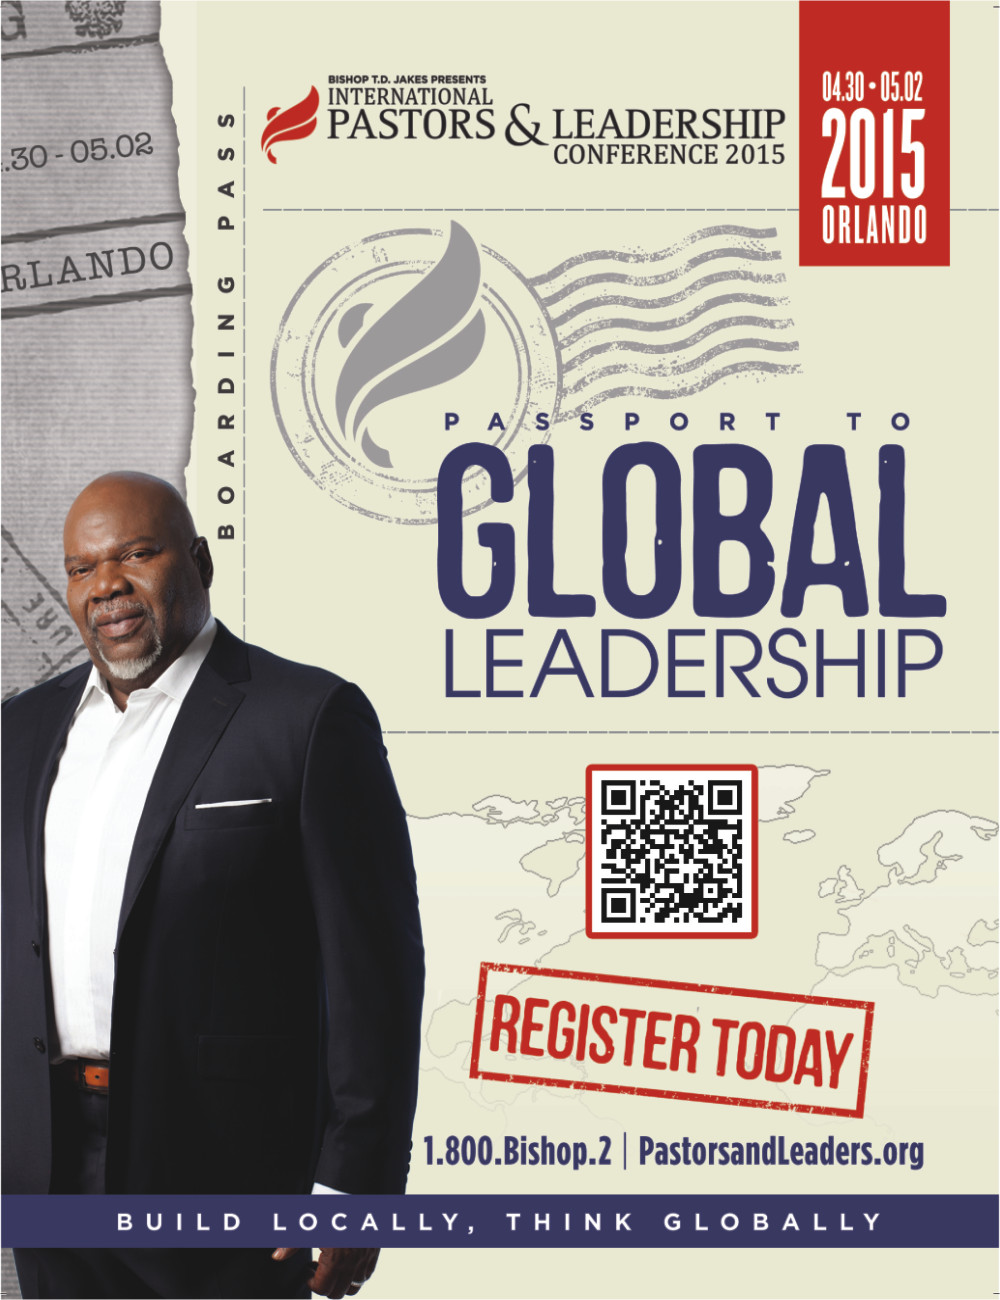 .30 - 05.02
RLANDO
URE
BOARDING PASS
BISHOP T.D. JAKES PRESENTS
INTERNATIONAL
PASTORS & LEADERSHIP
CONFERENCE 2015
04.30 • 05.02
2015
ORLANDO
PASSPORT TO
GLOBAL
LEADERSHIP
REGISTER TODAY
1.800.Bishop.2 | PastorsandLeaders.org
BUILD LOCALLY, THINK GLOBALLY